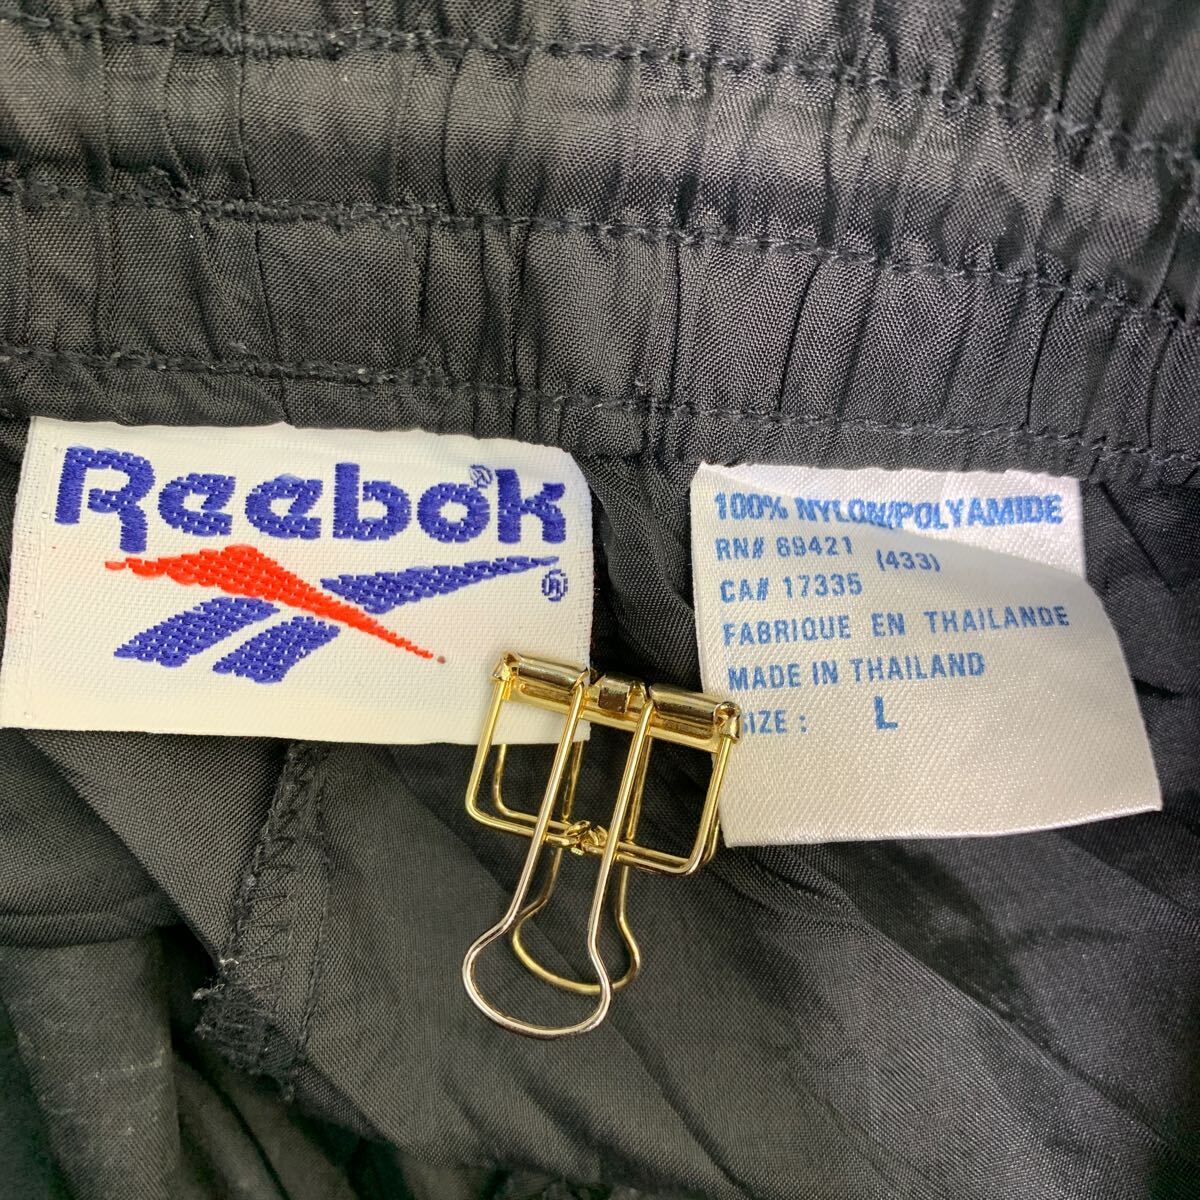 Reebok®
®
100% NYLON/POLYAMIDE
RN# 69421 (433)
CA# 17335
FABRIQUE EN THAILANDE
MADE IN THAILAND
SIZE : L